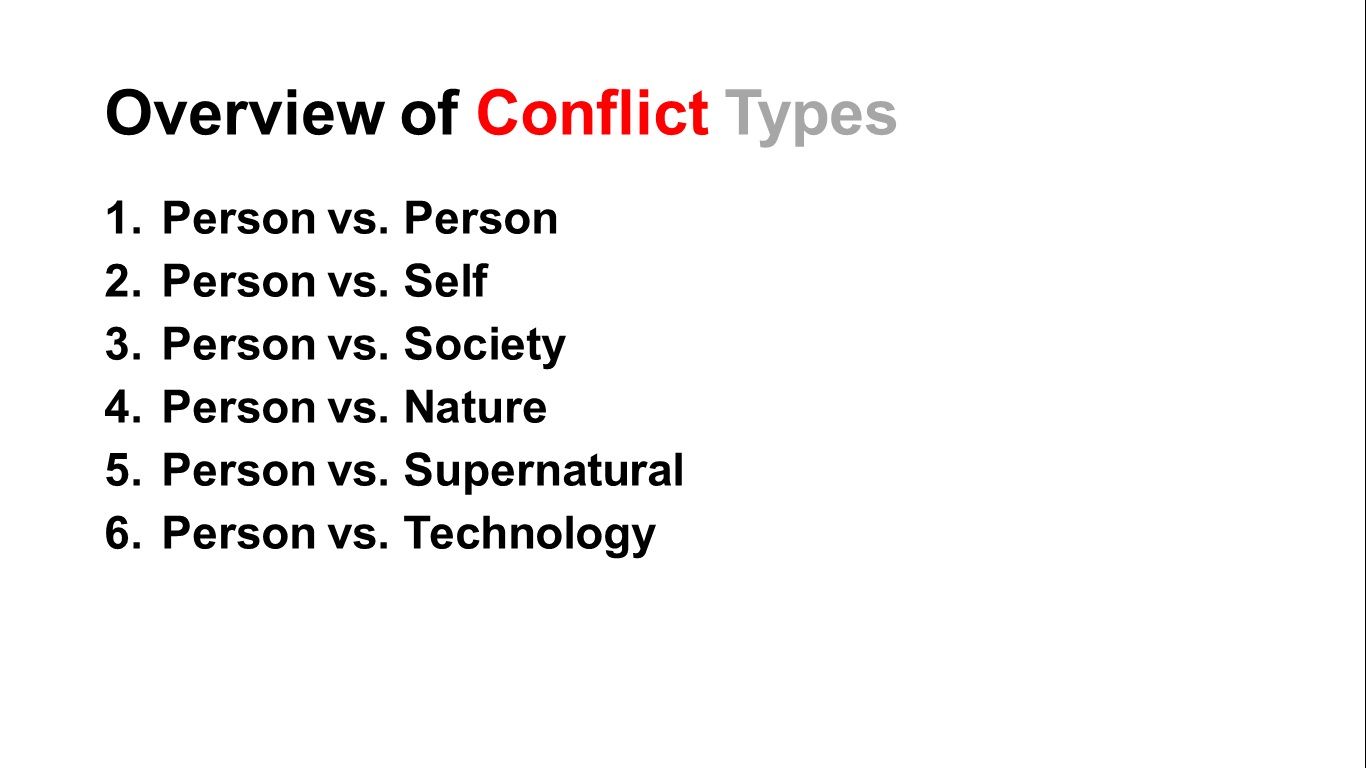 Overview of Conflict Types
1. Person vs. Person
2. Person vs. Self
3. Person vs. Society
4. Person vs. Nature
5. Person vs. Supernatural
6. Person vs. Technology